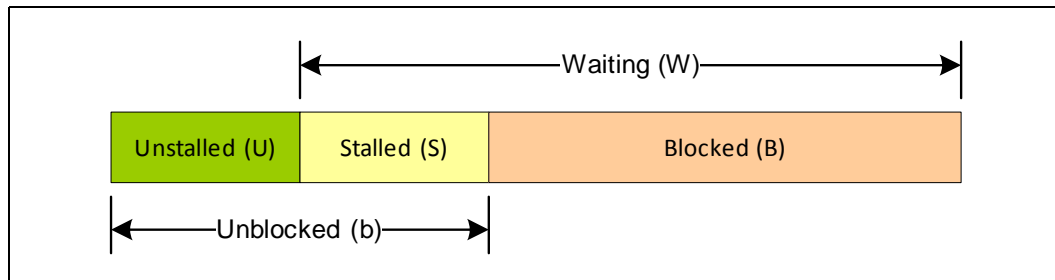 Waiting (W)
Unstalled (U) Stalled (S) Blocked (B)
Unblocked (b)